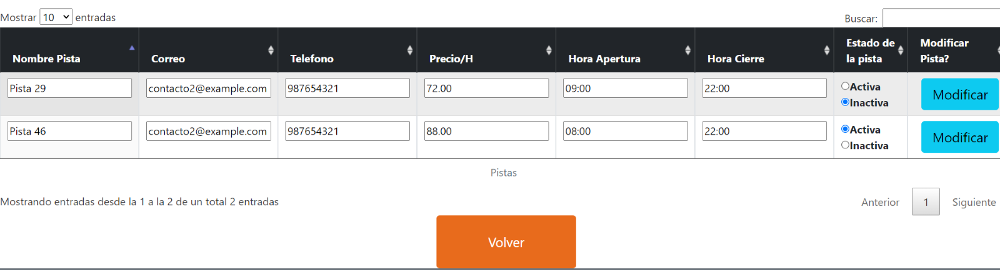 Mostrar 10 entradas Buscar:
Nombre Pista Correo Telefono Precio/H Hora Apertura Hora Cierre Estado de la pista Modificar Pista?
Pista 29 contacto2@example.com 987654321 72.00 09:00 22:00 Activa Inactiva Modificar
Pista 46 contacto2@example.com 987654321 88.00 08:00 22:00 Activa Inactiva Modificar
Pistas
Mostrando entradas desde la 1 a la 2 de un total 2 entradas Anterior 1 Siguiente
Volver